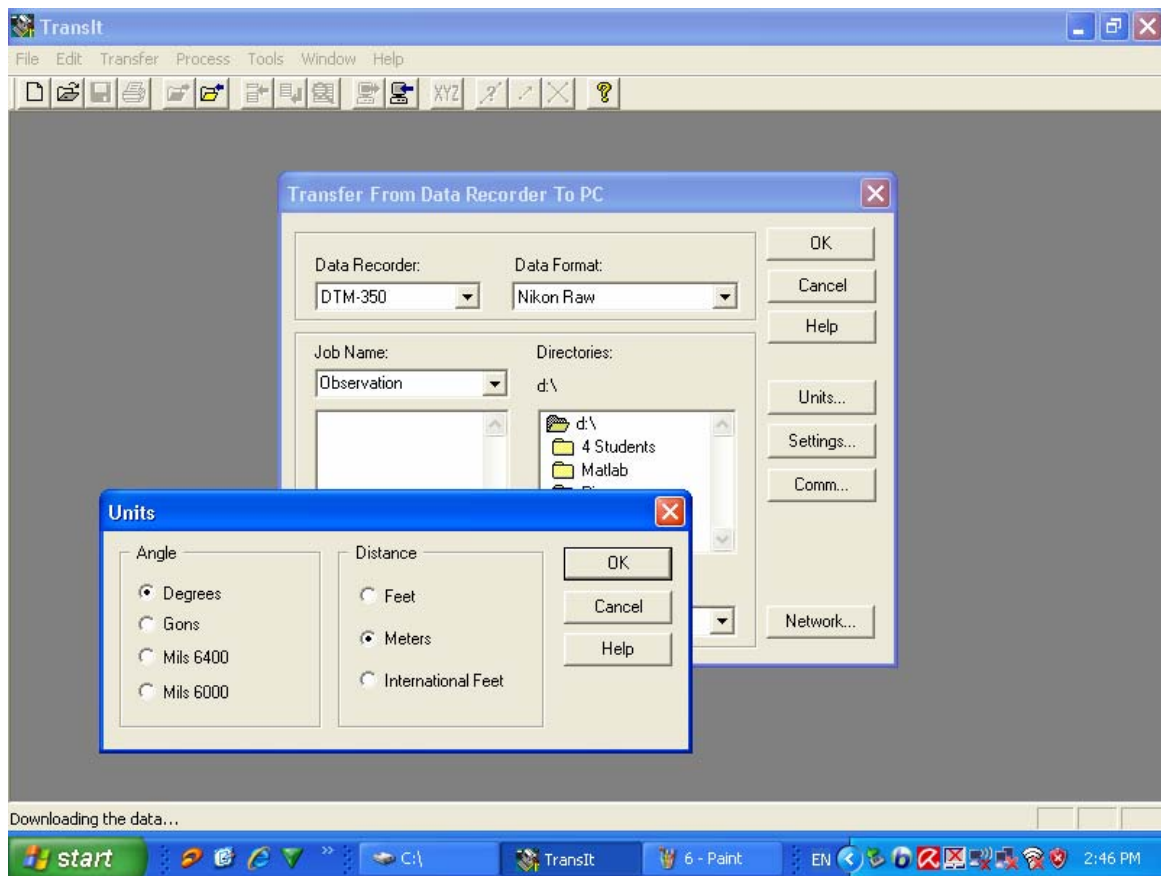 TransIt
File Edit Transfer Process Tools Window Help
XYZ
Transfer From Data Recorder To PC
Data Recorder:
Data Format:
DTM-350
Nikon Raw
OK
Cancel
Help
Job Name:
Directories:
Observation
d:\
d:\
4 Students
Matlab
Units...
Settings...
Comm...
Network...
Units
Angle
Degrees
Gons
Mils 6400
Mils 6000
Distance
Feet
Meters
International Feet
OK
Cancel
Help
Downloading the data...
start
C:\
TransIt
6 - Paint
EN
2:46 PM